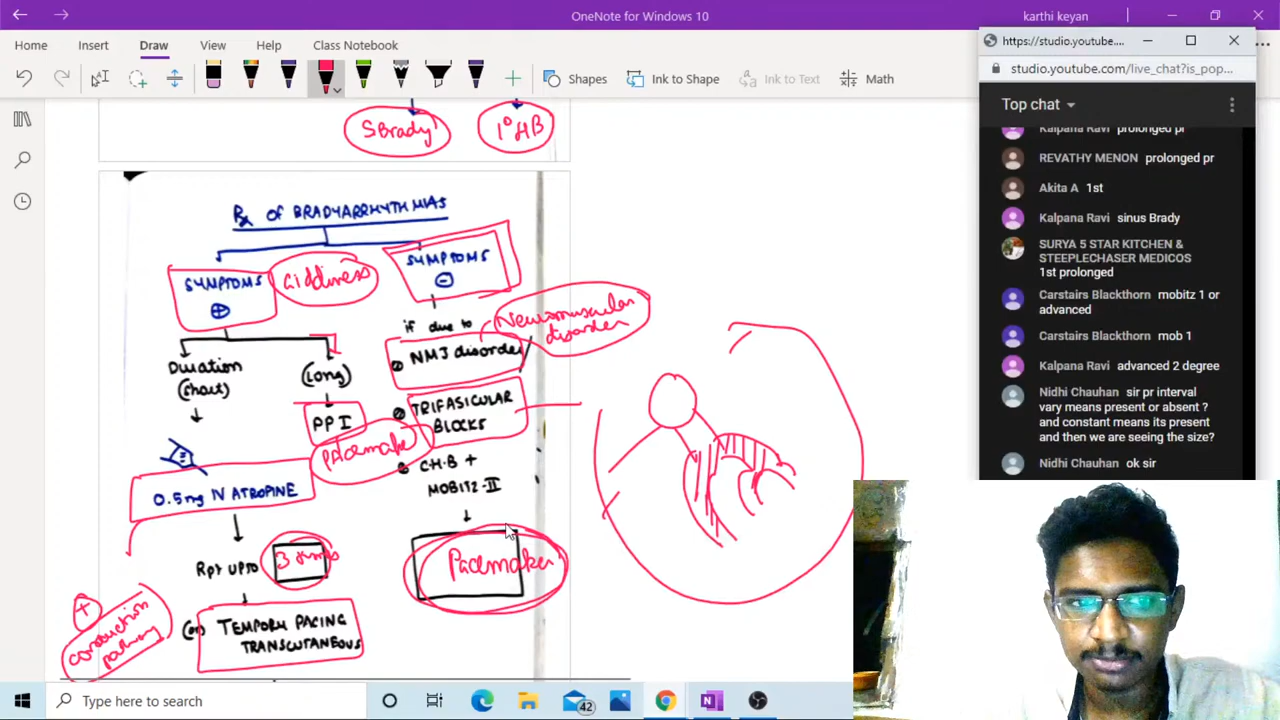 OneNote for Windows 10
karthi keyan
Home
Insert
Draw
View
Help
Class Notebook
Shapes
Ink to Shape
Ink to Text
Math
https://studio.youtube....
studio.youtube.com/live_chat?is_pop...
Top chat
Kalpana Ravi prolonged pr
REVATHY MENON prolonged pr
Akita A 1st
Kalpana Ravi sinus Brady
SURYA 5 STAR KITCHEN &
STEEPLECHASER MEDICOS
1st prolonged
Carstairs Blackthorn mobitz 1 or
advanced
Carstairs Blackthorn mob 1
Kalpana Ravi advanced 2 degree
Nidhi Chauhan sir pr interval
vary means present or absent ?
and constant means its present
and then we are seeing the size?
Nidhi Chauhan ok sir
SBrady
1° HB
Rx of BRADYARRHYTHMIAS
SYMPTOMS
+
Giddiness
SYMPTOMS
-
if due to
Neuromuscular
disorder
NMJ disorder
Duration
(short)
(Long)
TRIFASICULAR
BLOCKS
PPI
Pacemaker
C.H.B +
MOBITZ-II
0.5mg IV ATROPINE
Pacemaker
Rpt upto
3 times
+
conduction
pathway
(or) TEMPORY PACING
TRANSCUTANEOUS
Type here to search
42